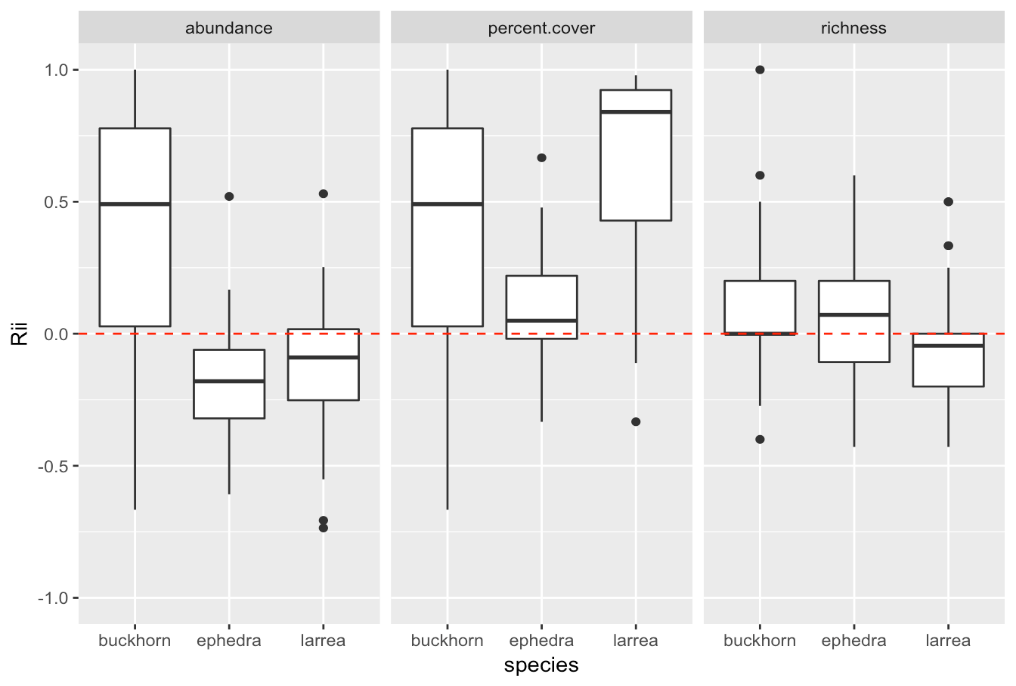 abundance percent.cover richness
1.0
0.5
0.0
-0.5
-1.0
Rii
buckhorn ephedra larrea buckhorn ephedra larrea buckhorn ephedra larrea
species